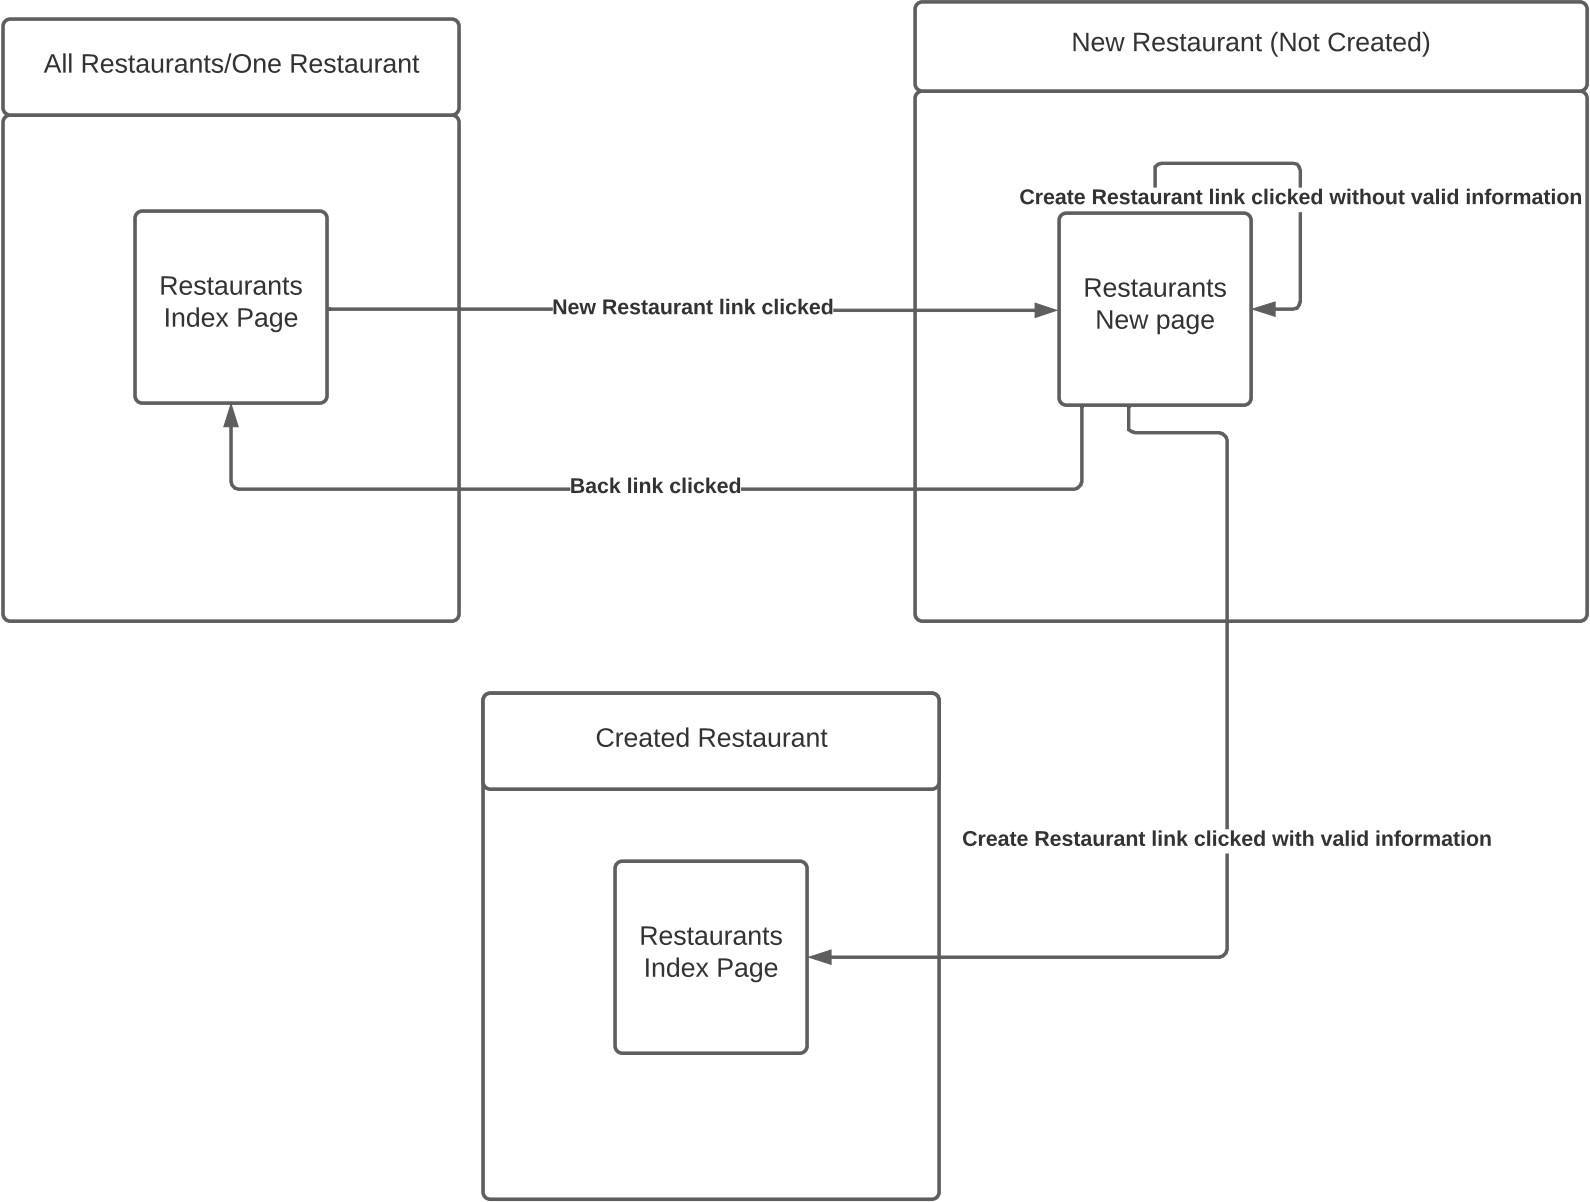 All Restaurants/One Restaurant
New Restaurant (Not Created)
Create Restaurant link clicked without valid information
Restaurants
Index Page
New Restaurant link clicked
Restaurants
New page
Back link clicked
Created Restaurant
Create Restaurant link clicked with valid information
Restaurants
Index Page